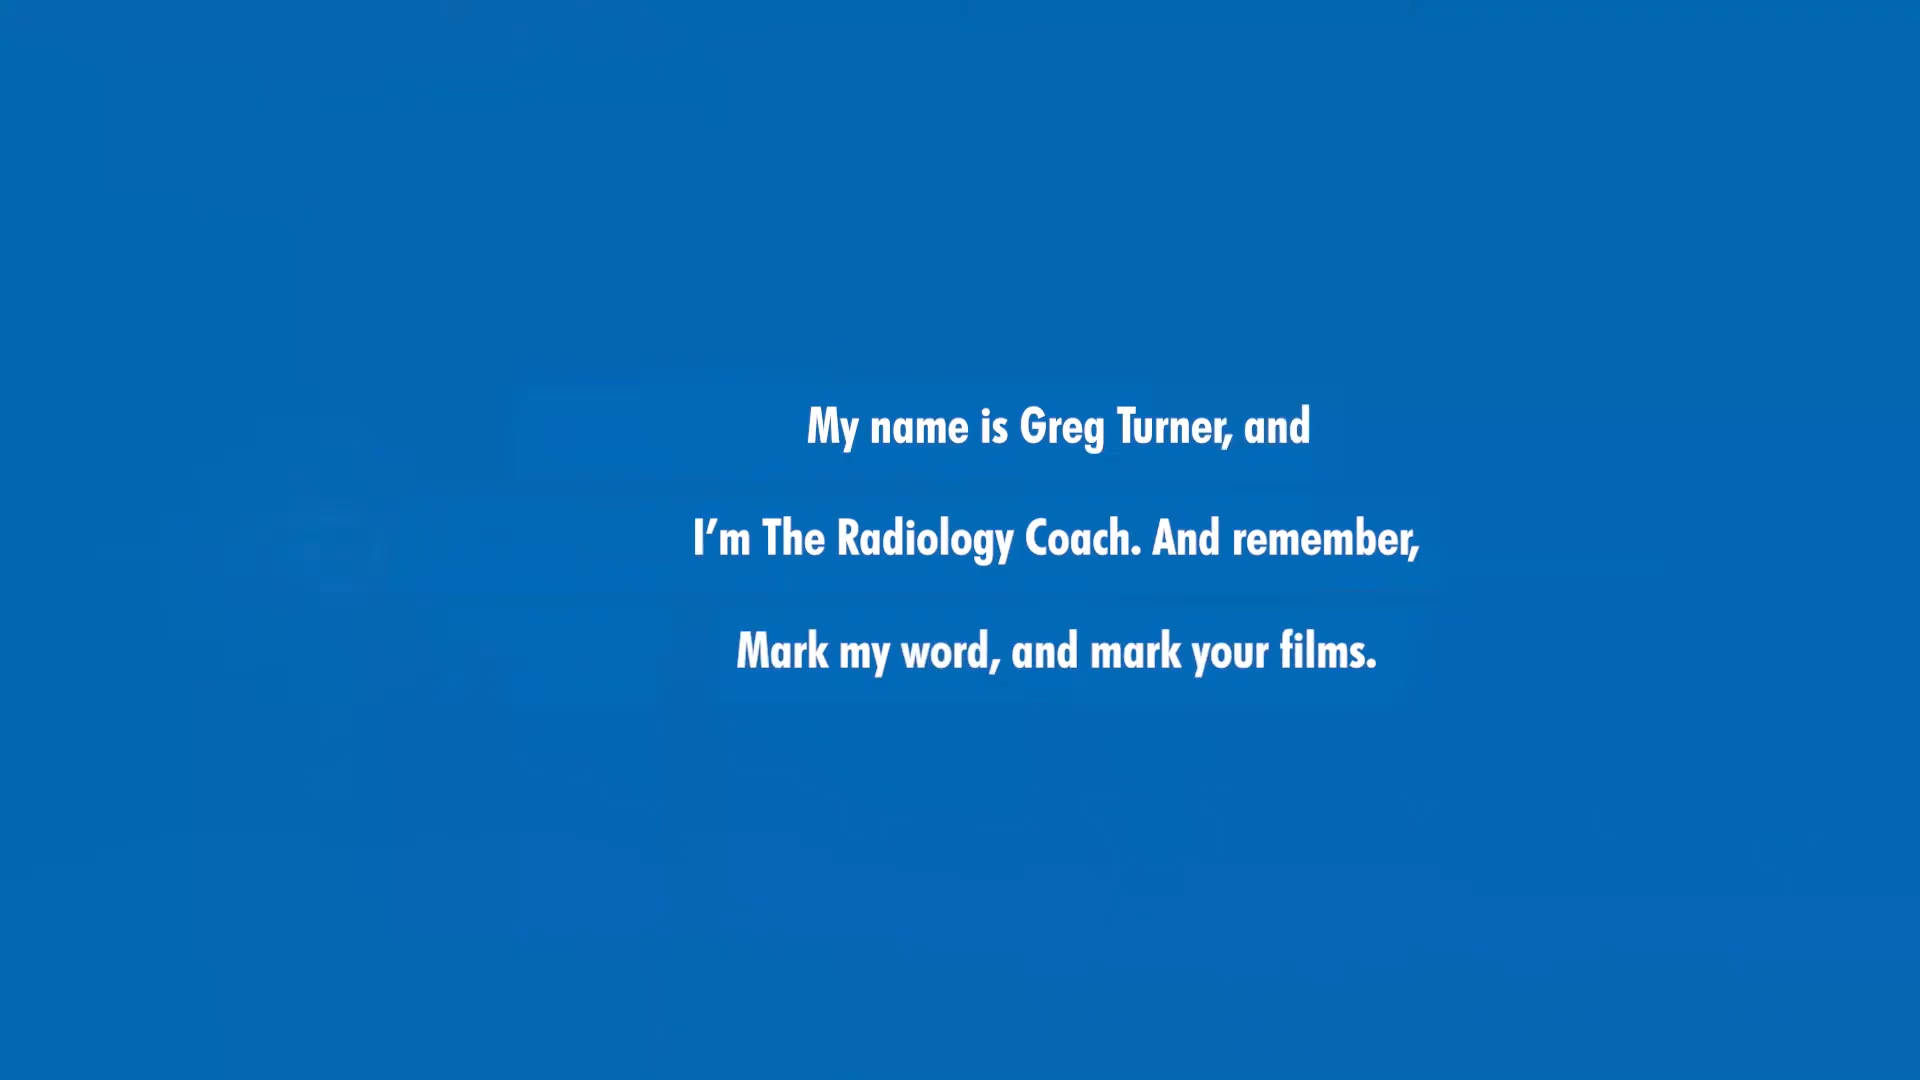 My name is Greg Turner, and
I’m The Radiology Coach. And remember,
Mark my word, and mark your films.